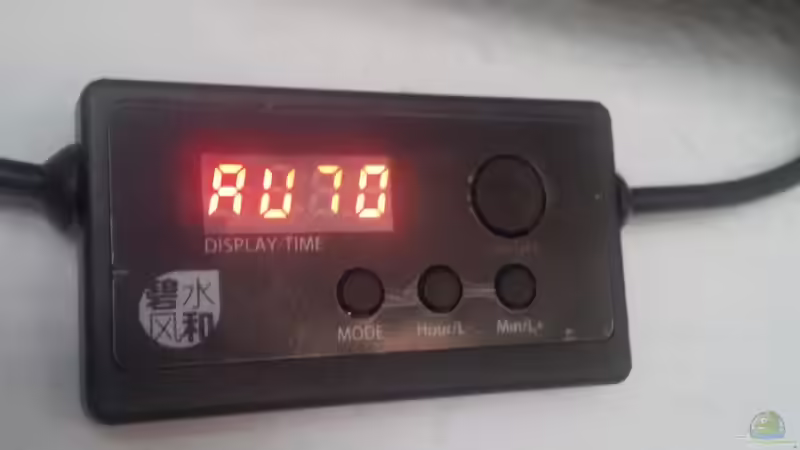 AUTO
DISPLAY TIME
MODE
Hour/L-
Min/L+
碧水
风和